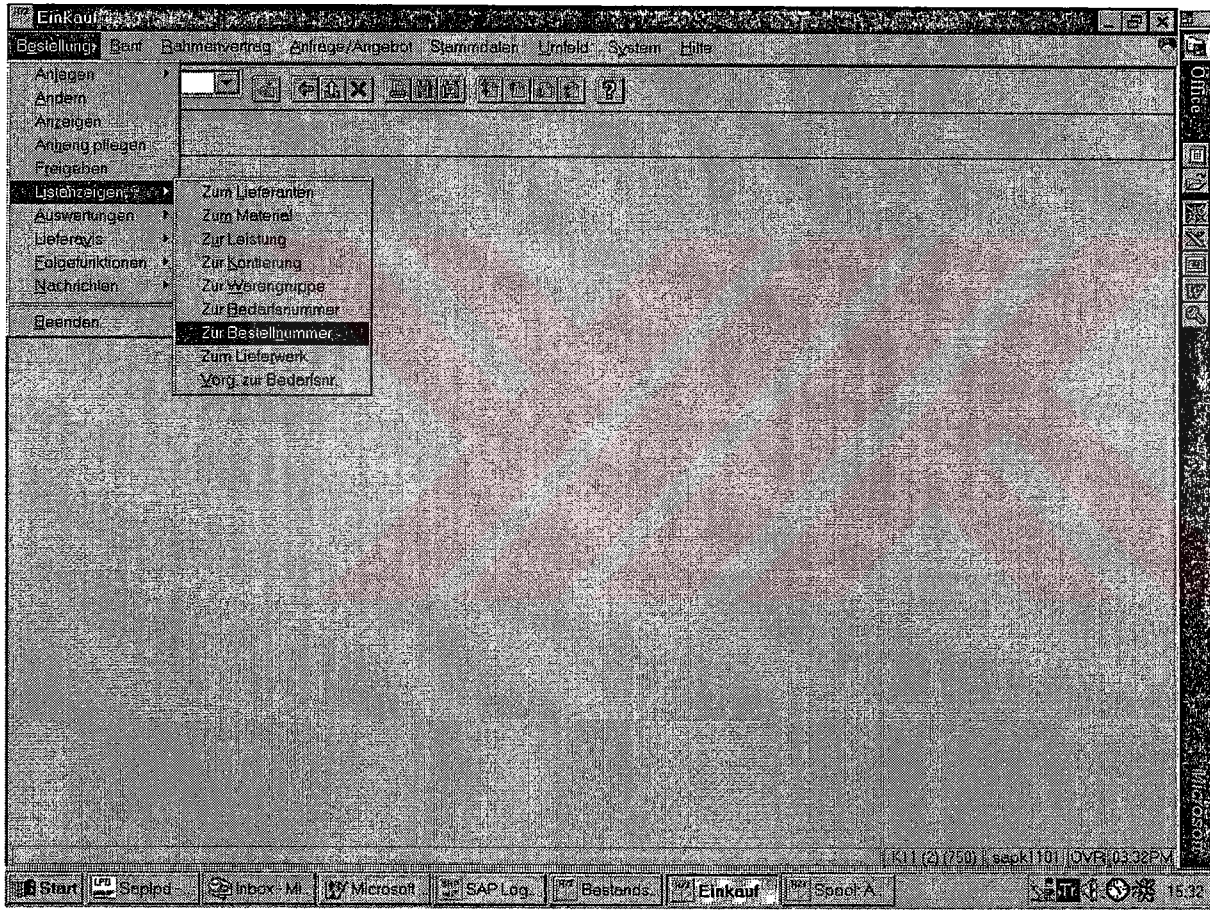 Einkauf
Bestellung Banf Rahmenvertrag Anfrage/Angebot Stammdaten Umfeld System Hilfe
Anlegen
Ändern
Anzeigen
Anhang pflegen
Freigeben
Listanzeigen
Auswertungen
Lieferavis
Folgefunktionen
Nachrichten
Beenden
Zum Lieferanten
Zum Material
Zur Leistung
Zur Kontierung
Zur Warengruppe
Zur Bedarfsnummer
Zur Bestellnummer
Zum Lieferwerk
Vorg. zur Bedarfsnr.
Office
Microsoft
K11 (2) (750) sapk1101 OVR 03:32PM
Start Saplpd - Inbox - Mi.. Microsoft.. SAP Log.. Bestands.. Einkauf Spool-A.. 15:32